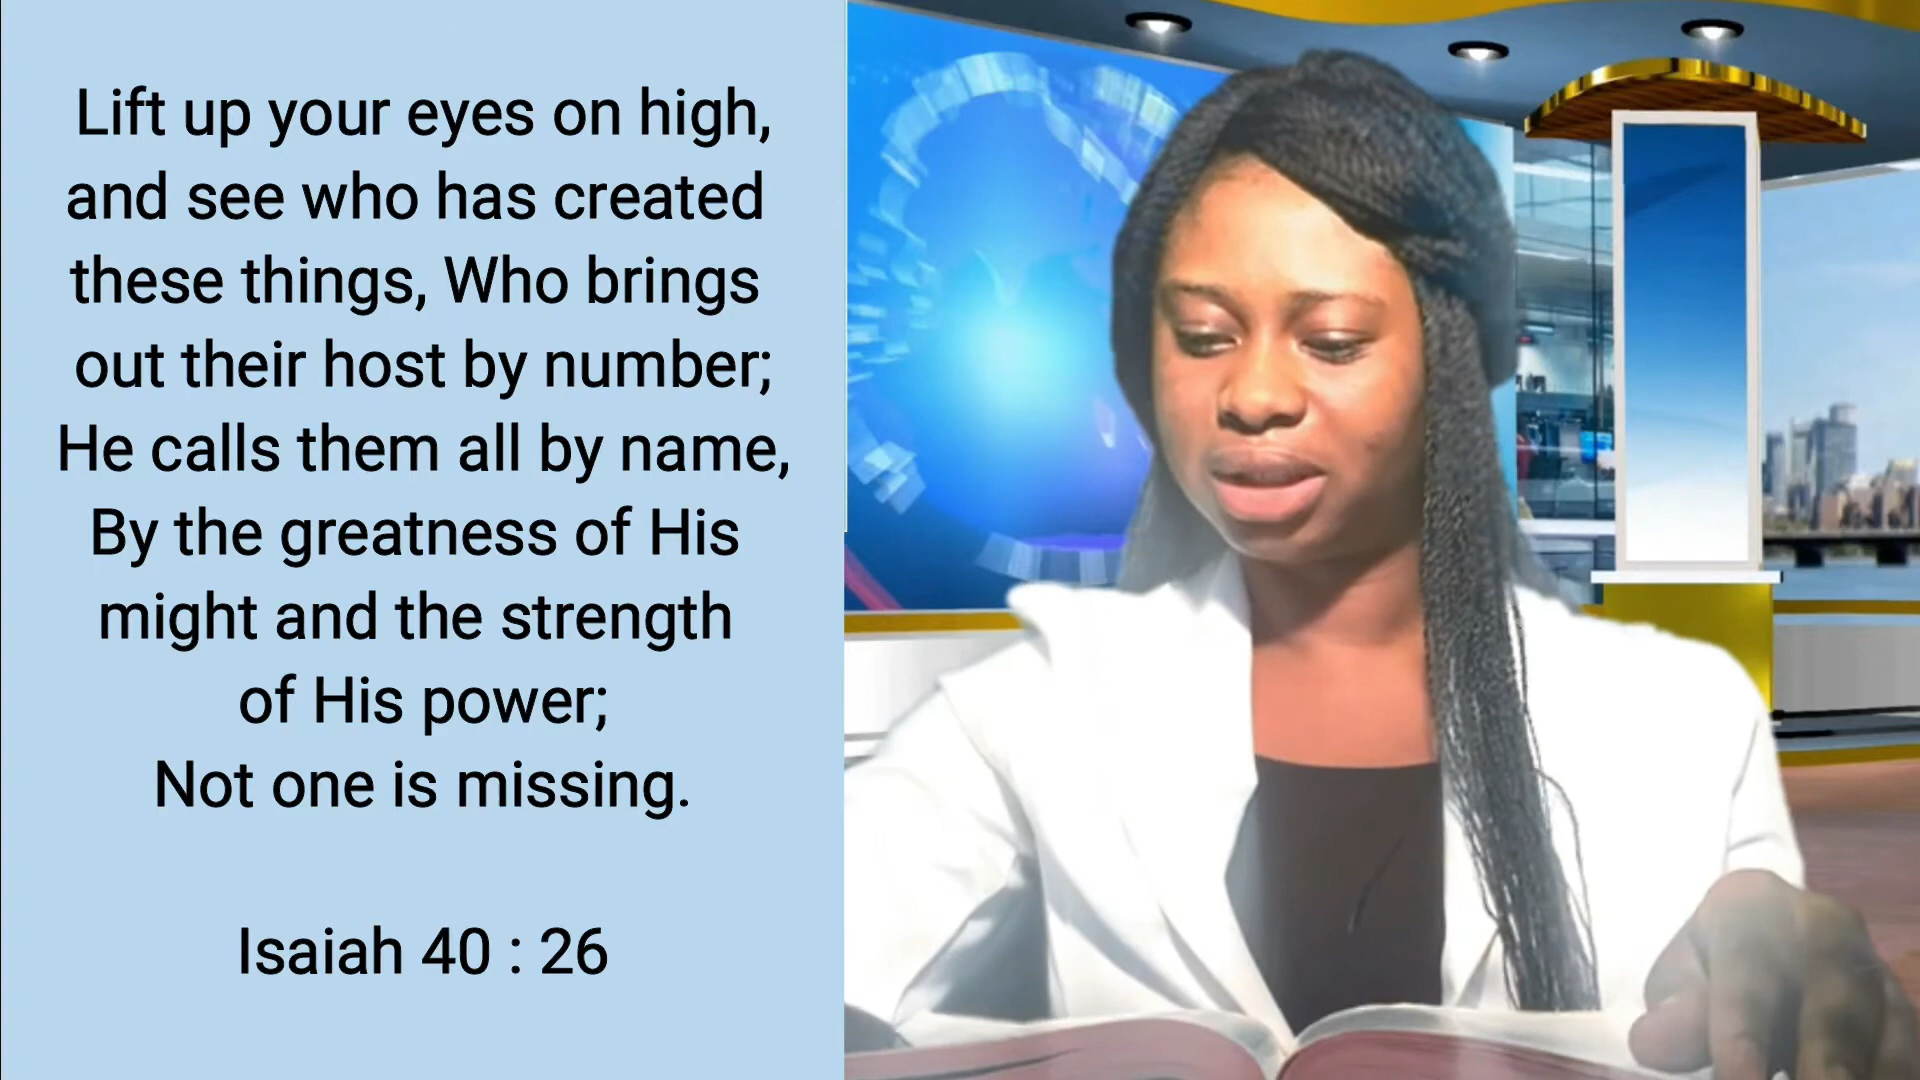 Lift up your eyes on high,
and see who has created
these things, Who brings
out their host by number;
He calls them all by name,
By the greatness of His
might and the strength
of His power;
Not one is missing.
Isaiah 40 : 26